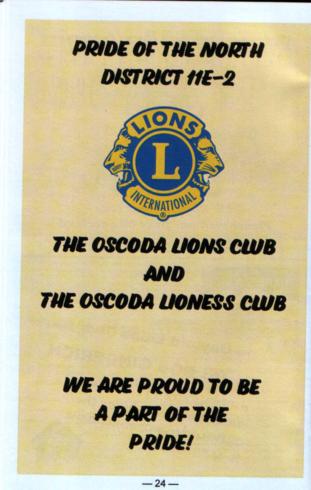 PRIDE OF THE NORTH
DISTRICT 11E-2
LIONS
L
INTERNATIONAL
®
THE OSCODA LIONS CLUB
AND
THE OSCODA LIONESS CLUB
WE ARE PROUD TO BE
A PART OF THE
PRIDE!
— 24 —